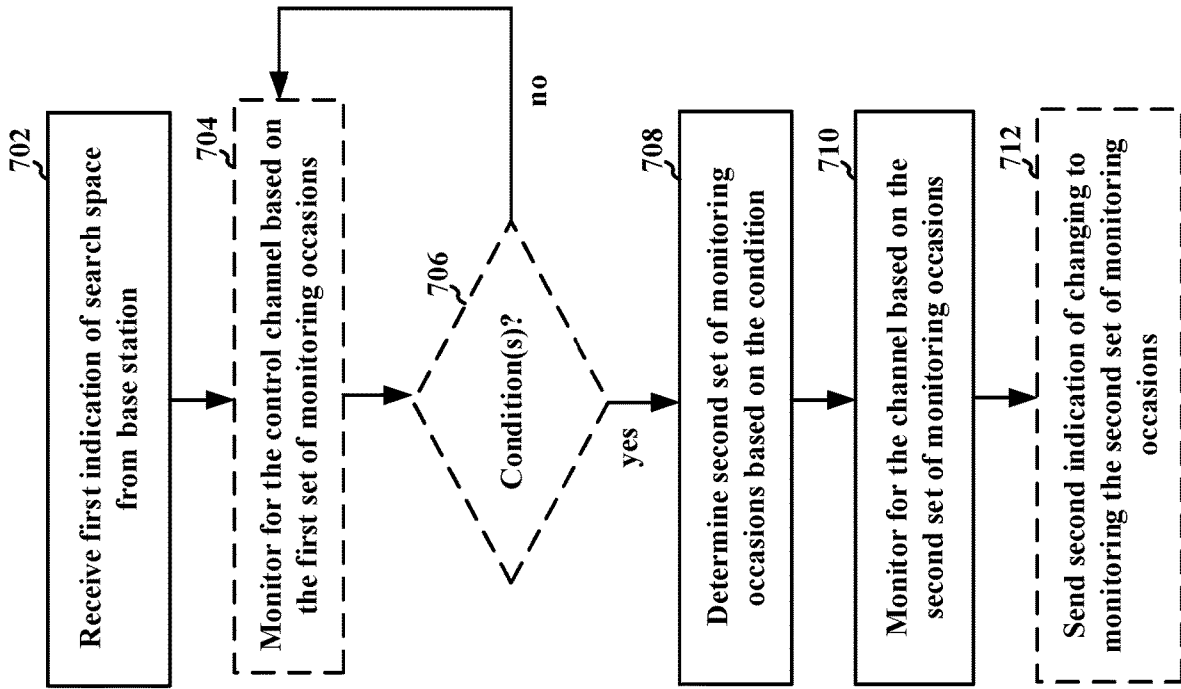 702
Receive first indication of search space
from base station
704
Monitor for the control channel based on
the first set of monitoring occasions
706
Condition(s)?
no
yes
708
Determine second set of monitoring
occasions based on the condition
710
Monitor for the channel based on the
second set of monitoring occasions
712
Send second indication of changing to
monitoring the second set of monitoring
occasions